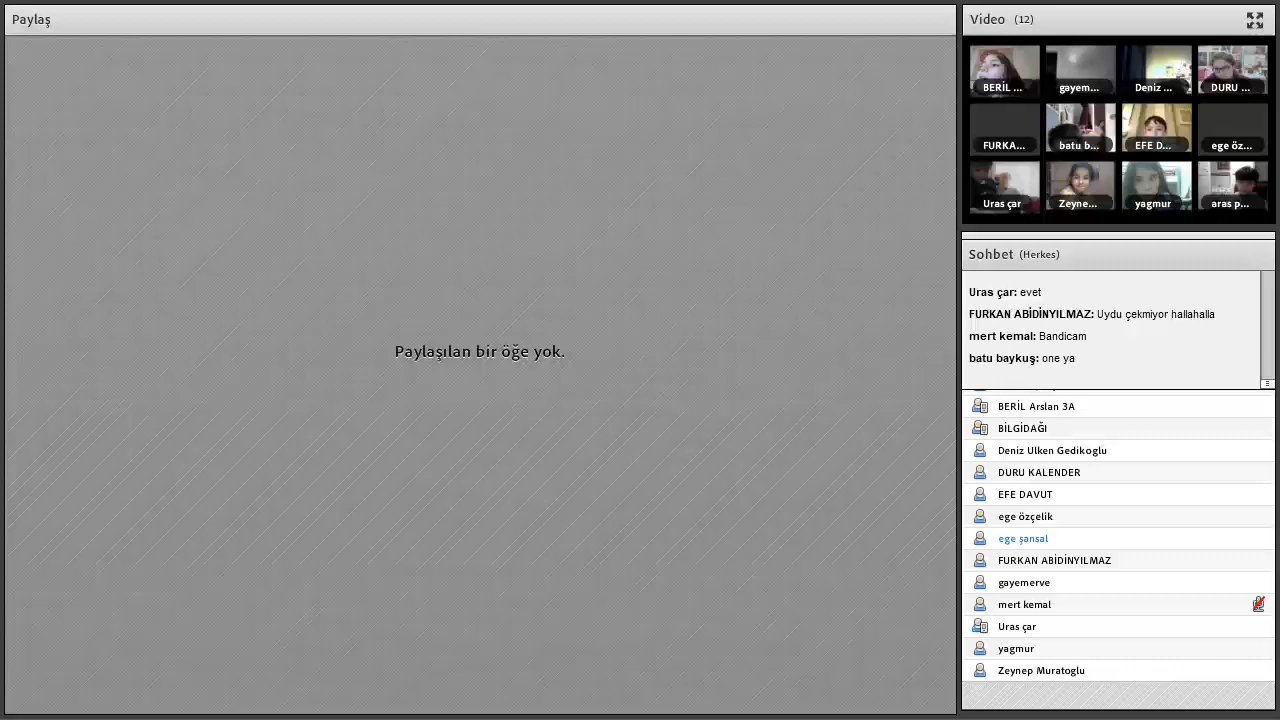 Paylaş
Paylaşılan bir öğe yok.
Video (12)
BERİL ... gayem... Deniz ... DURU ...
FURKA... batu b... EFE D... ege öz...
Uras çar Zeyne... yagmur aras p...
Sohbet (Herkes)
Uras çar: evet
FURKAN ABİDİNYILMAZ: Uydu çekmiyor hallahalla
mert kemal: Bandicam
batu baykuş: one ya
BERİL Arslan 3A
BİLGİDAĞI
Deniz Ulken Gedikoglu
DURU KALENDER
EFE DAVUT
ege özçelik
ege şansal
FURKAN ABİDİNYILMAZ
gayemerve
mert kemal
Uras çar
yagmur
Zeynep Muratoglu